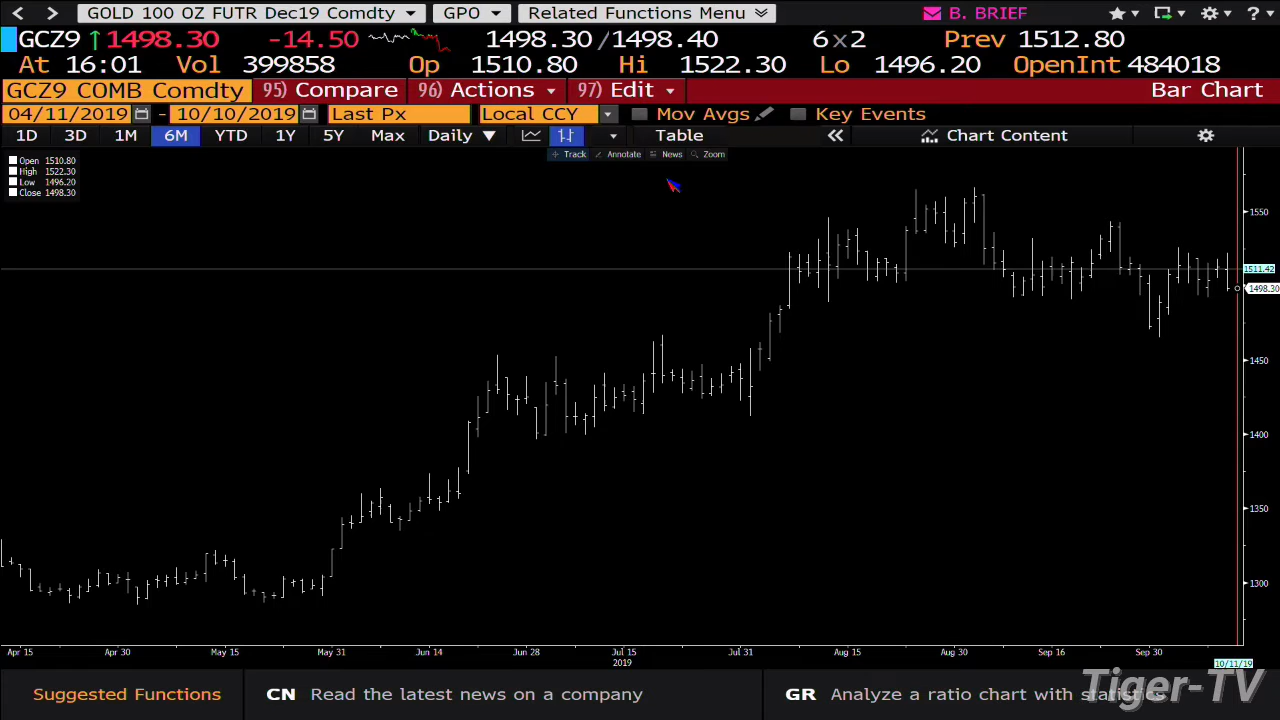 GOLD 100 OZ FUTR Dec19 Comdty GPO Related Functions Menu B. BRIEF ?
GCZ9 ↑1498.30 -14.50 1498.30/1498.40 6x2 Prev 1512.80
At 16:01 Vol 399858 Op 1510.80 Hi 1522.30 Lo 1496.20 OpenInt 484018
GCZ9 COMB Comdty 95) Compare 96) Actions 97) Edit Bar Chart
04/11/2019 - 10/10/2019 Last Px Local CCY Mov Avgs Key Events
1D 3D 1M 6M YTD 1Y 5Y Max Daily ▼ Table « Chart Content
Track Annotate News Zoom
Open 1510.80
High 1522.30
Low 1496.20
Close 1498.30
1550
1511.42
1498.30
1450
1400
1350
1300
Apr 15 Apr 30 May 15 May 31 Jun 14 Jun 28 Jul 15 Jul 31 Aug 15 Aug 30 Sep 16 Sep 30
2019 10/11/19
Suggested Functions CN Read the latest news on a company GR Analyze a ratio chart with statistics
Tiger-TV